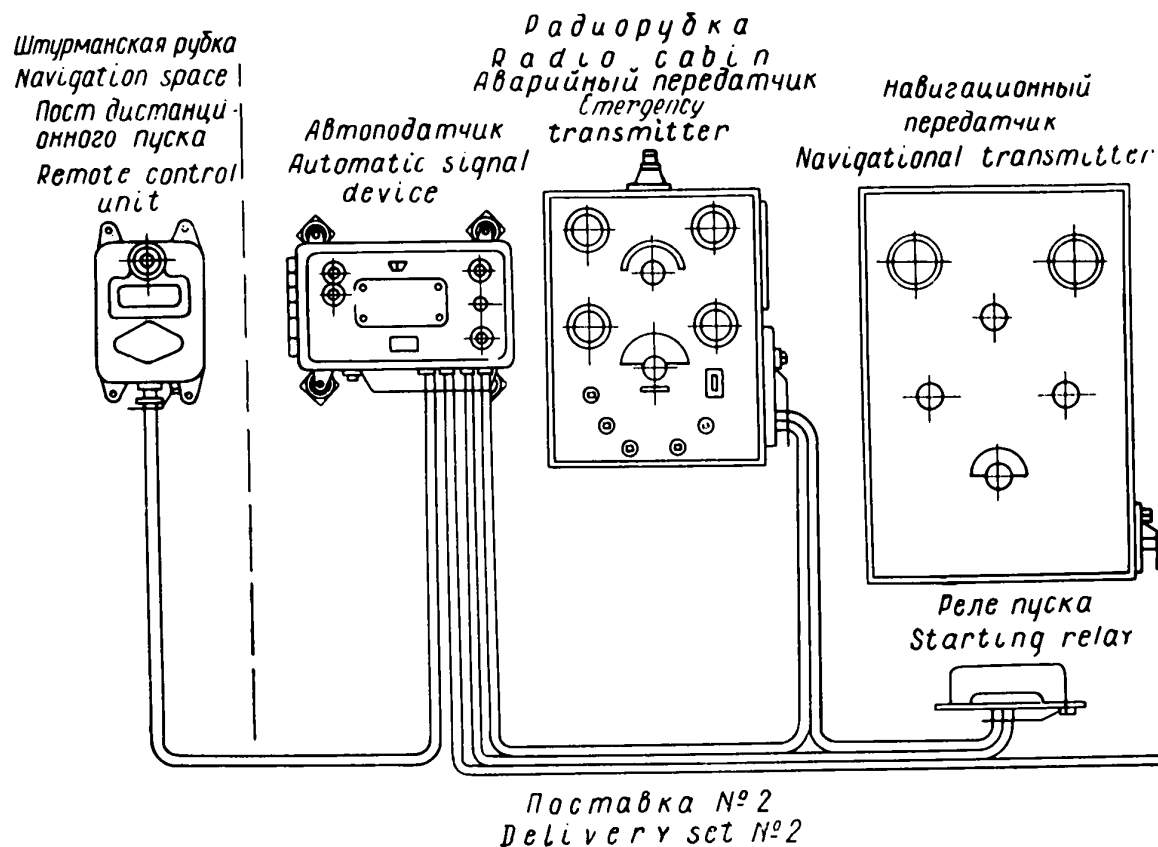 Штурманская рубка
Navigation space
Пост дистанци-
онного пуска
Remote control
unit
Автоподатчик
Automatic signal
device
Радиорубка
Radio cabin
Аварийный передатчик
Emergency
transmitter
Навигационный
передатчик
Navigational transmitter
Реле пуска
Starting relay
Поставка № 2
Delivery set № 2